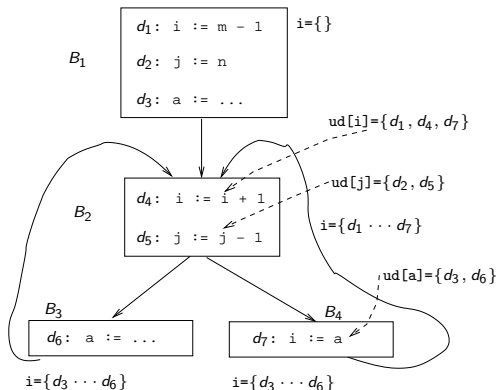 d₁: i := m − 1
i={}
B₁
d₂: j := n
d₃: a := ...
ud[i]={d₁, d₄, d₇}
ud[j]={d₂, d₅}
d₄: i := i + 1
B₂
i={d₁ ··· d₇}
d₅: j := j − 1
ud[a]={d₃, d₆}
B₃
B₄
d₆: a := ...
d₇: i := a
i={d₃ ··· d₆}
i={d₃ ··· d₆}